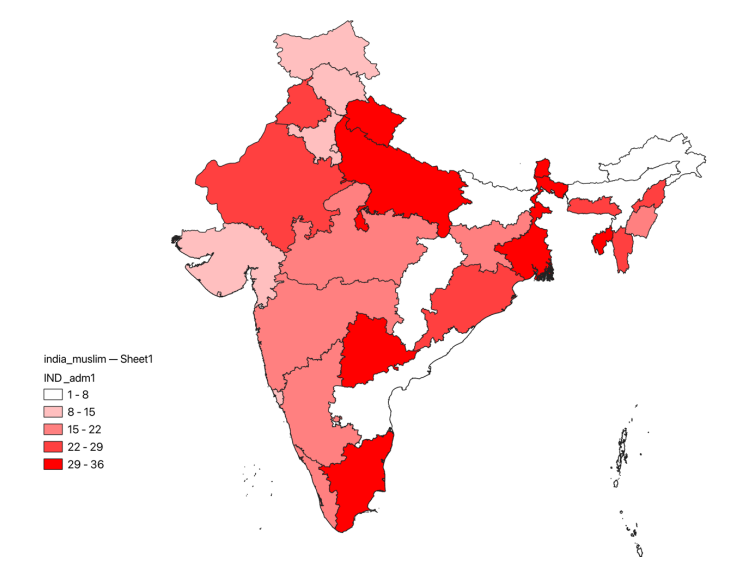 india_muslim — Sheet1
IND_adm1
1 - 8
8 - 15
15 - 22
22 - 29
29 - 36